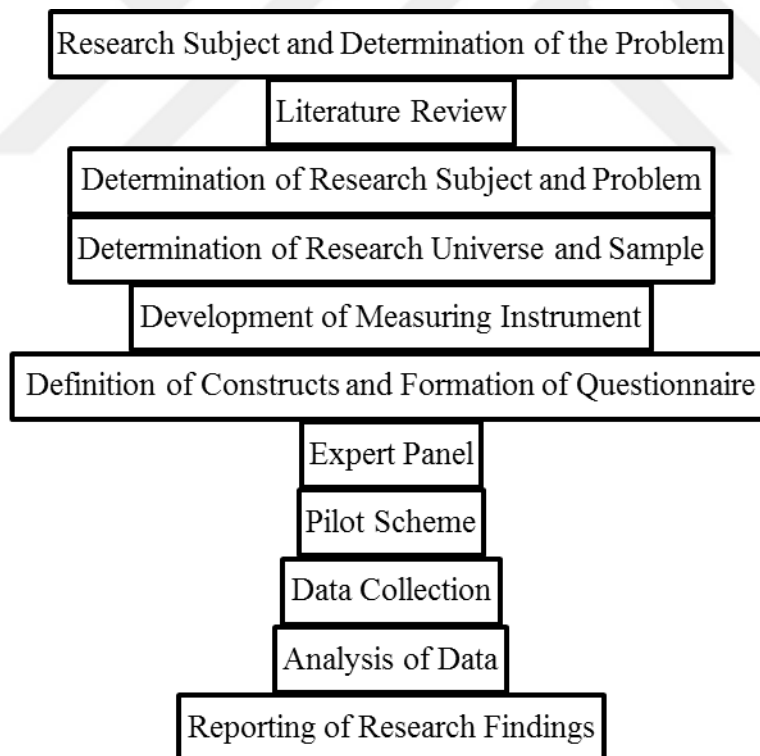 Research Subject and Determination of the Problem
Literature Review
Determination of Research Subject and Problem
Determination of Research Universe and Sample
Development of Measuring Instrument
Definition of Constructs and Formation of Questionnaire
Expert Panel
Pilot Scheme
Data Collection
Analysis of Data
Reporting of Research Findings